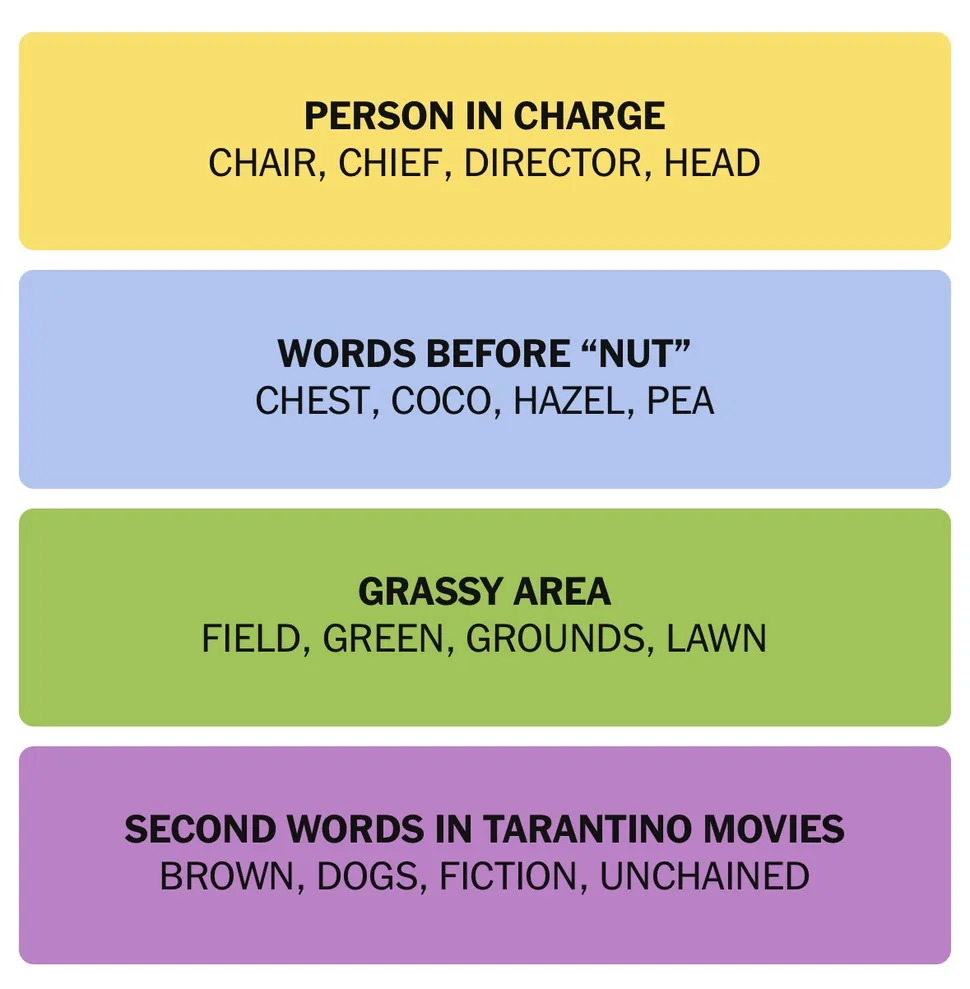 PERSON IN CHARGE
CHAIR, CHIEF, DIRECTOR, HEAD
WORDS BEFORE “NUT”
CHEST, COCO, HAZEL, PEA
GRASSY AREA
FIELD, GREEN, GROUNDS, LAWN
SECOND WORDS IN TARANTINO MOVIES
BROWN, DOGS, FICTION, UNCHAINED